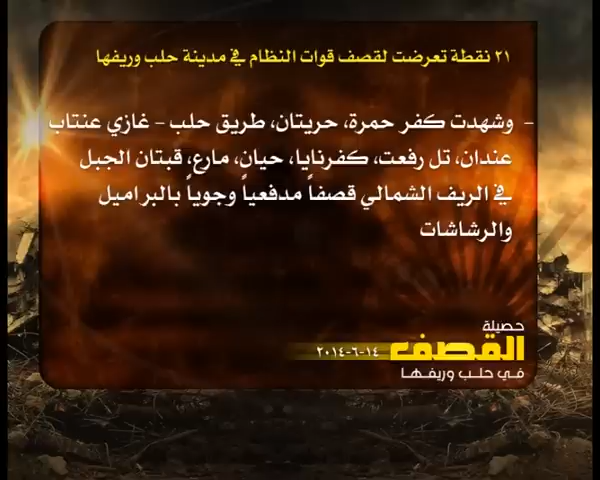 ٢١ نقطة تعرضت لقصف قوات النظام في مدينة حلب وريفها
- وشهدت كفر حمرة، حريتان، طريق حلب - غازي عنتاب
عندان، تل رفعت، كفرنايا، حيان، مارع، قبتان الجبل
في الريف الشمالي قصفاً مدفعياً وجوياً بالبراميل
والرشاشات
حصيلة
القصف
١٤-٦-٢٠١٤
في حلب وريفها